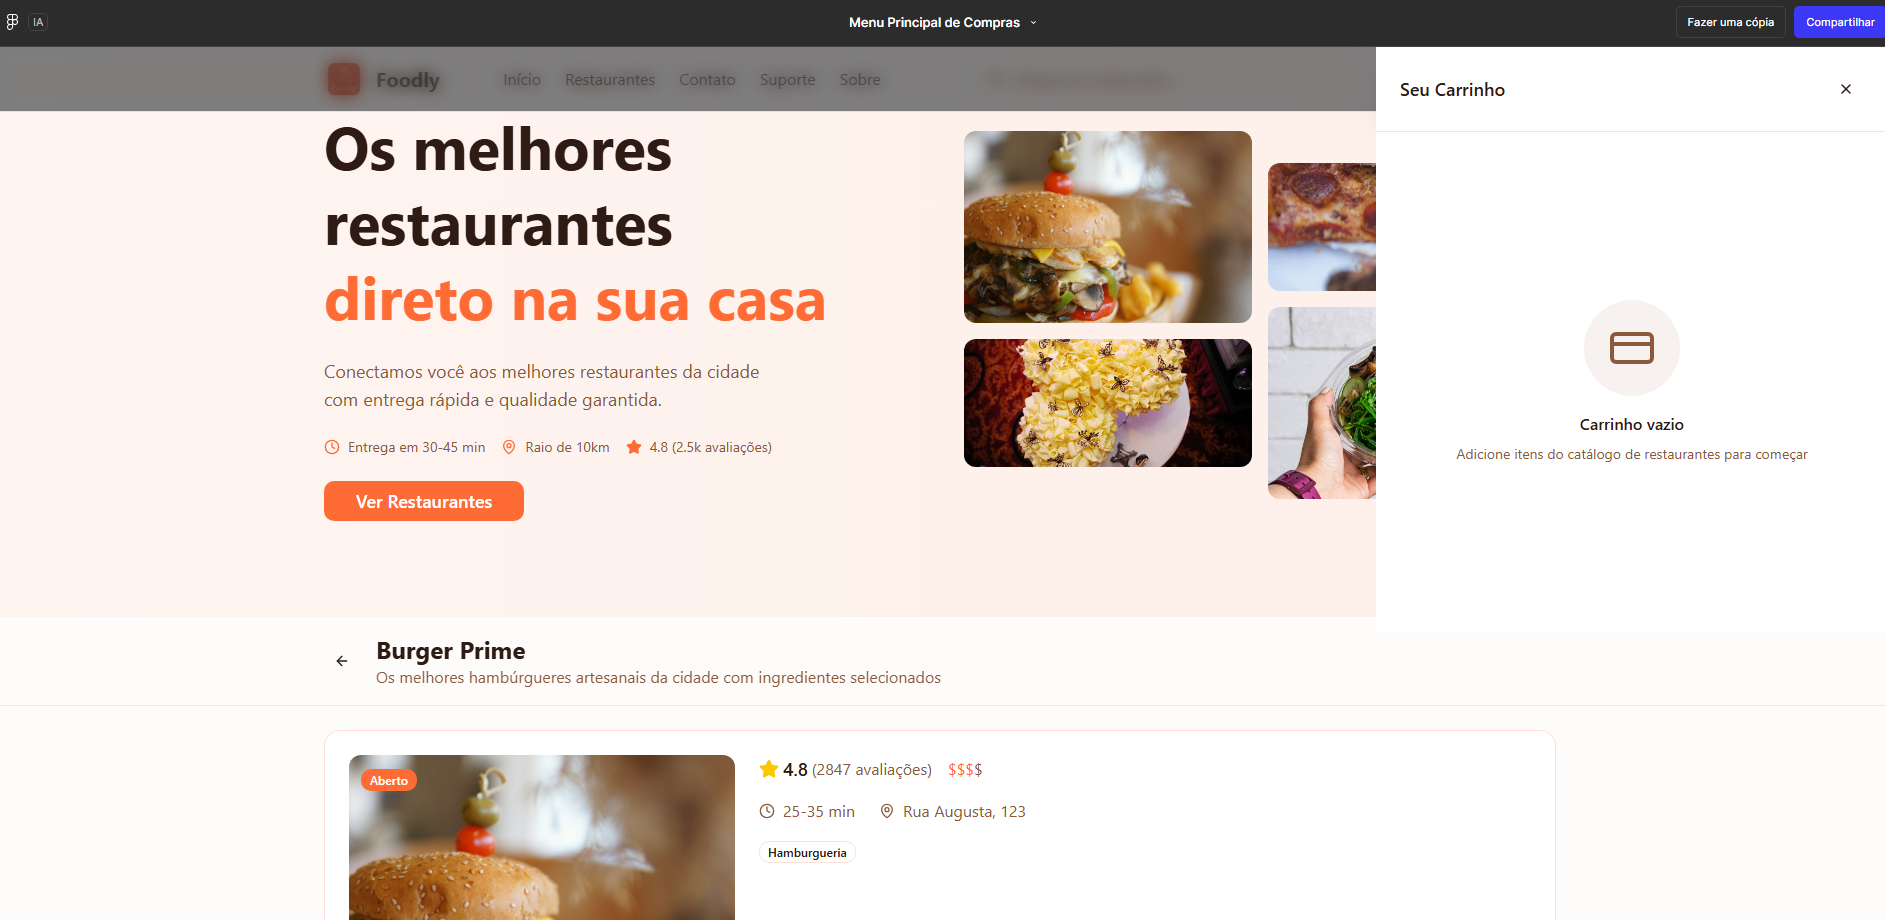 IA
Menu Principal de Compras
Fazer uma cópia
Compartilhar
Foodly
Início
Restaurantes
Contato
Suporte
Sobre
Seu Carrinho
Os melhores
restaurantes
direto na sua casa
Conectamos você aos melhores restaurantes da cidade
com entrega rápida e qualidade garantida.
Entrega em 30-45 min
Raio de 10km
4.8 (2.5k avaliações)
Ver Restaurantes
Carrinho vazio
Adicione itens do catálogo de restaurantes para começar
Burger Prime
Os melhores hambúrgueres artesanais da cidade com ingredientes selecionados
Aberto
4.8 (2847 avaliações) $$$$
25-35 min
Rua Augusta, 123
Hamburgueria